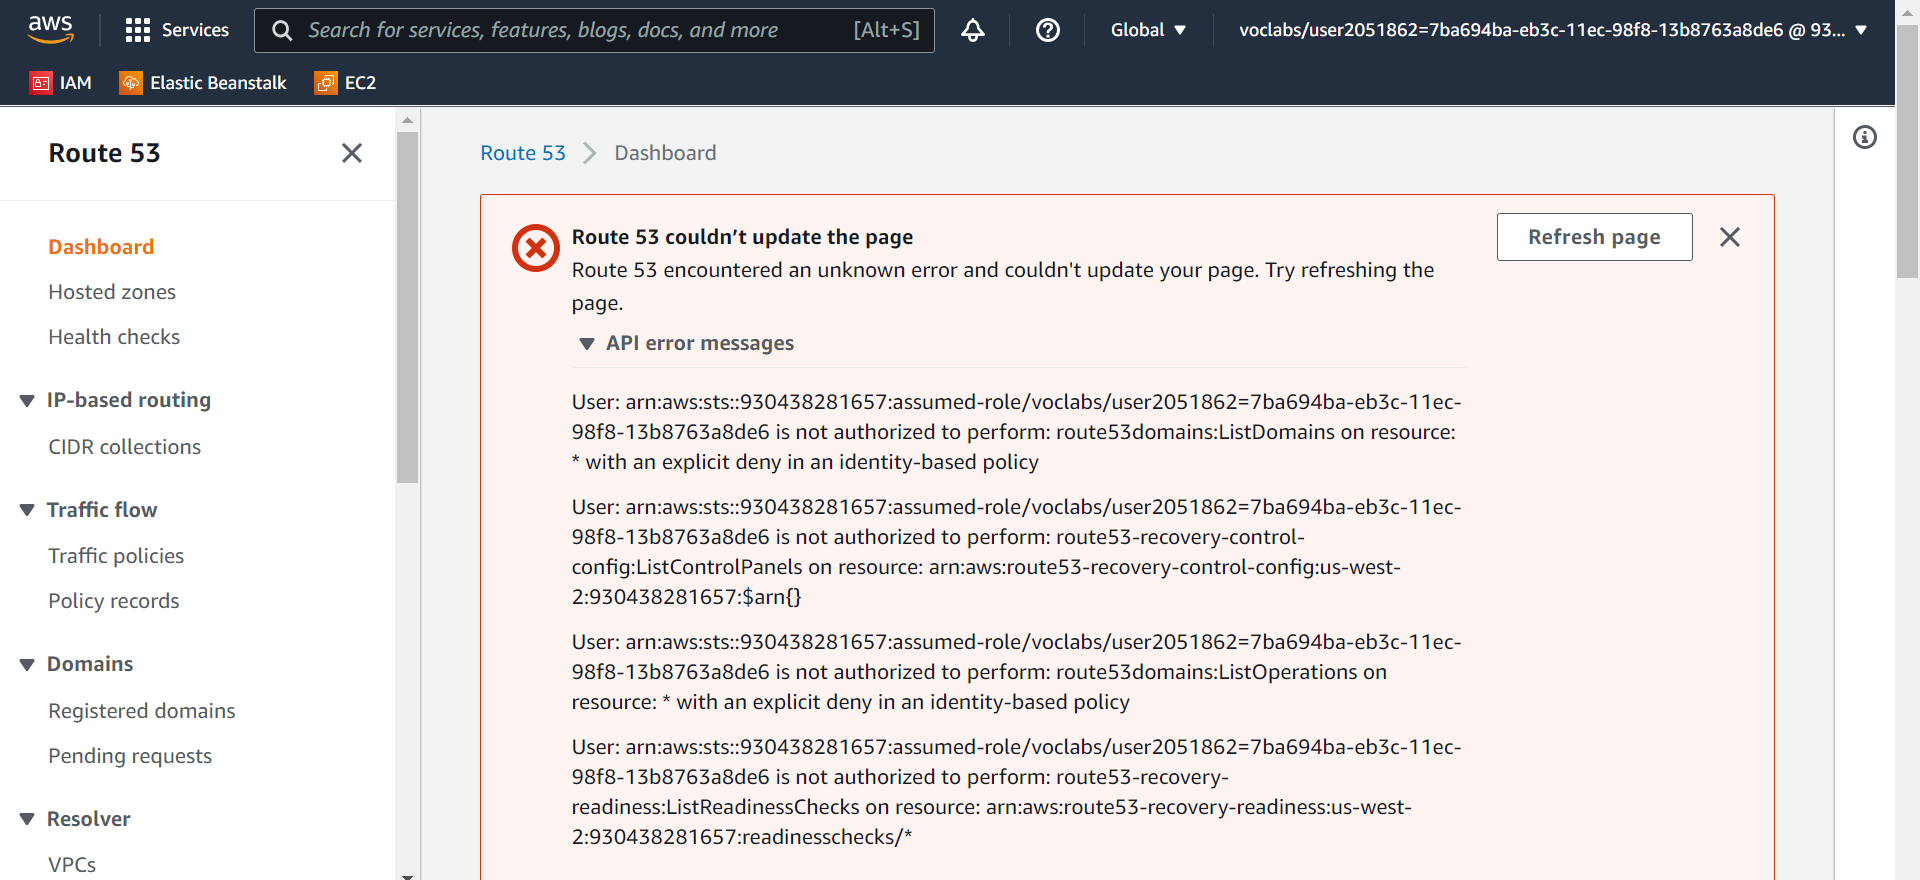 aws
Services
Search for services, features, blogs, docs, and more
[Alt+S]
Global
voclabs/user2051862=7ba694ba-eb3c-11ec-98f8-13b8763a8de6 @ 93...
IAM
Elastic Beanstalk
EC2
Route 53
Dashboard
Hosted zones
Health checks
IP-based routing
CIDR collections
Traffic flow
Traffic policies
Policy records
Domains
Registered domains
Pending requests
Resolver
VPCs
Route 53
Dashboard
Route 53 couldn’t update the page
Refresh page
Route 53 encountered an unknown error and couldn't update your page. Try refreshing the
page.
API error messages
User: arn:aws:sts::930438281657:assumed-role/voclabs/user2051862=7ba694ba-eb3c-11ec-
98f8-13b8763a8de6 is not authorized to perform: route53domains:ListDomains on resource:
* with an explicit deny in an identity-based policy
User: arn:aws:sts::930438281657:assumed-role/voclabs/user2051862=7ba694ba-eb3c-11ec-
98f8-13b8763a8de6 is not authorized to perform: route53-recovery-control-
config:ListControlPanels on resource: arn:aws:route53-recovery-control-config:us-west-
2:930438281657:$arn{}
User: arn:aws:sts::930438281657:assumed-role/voclabs/user2051862=7ba694ba-eb3c-11ec-
98f8-13b8763a8de6 is not authorized to perform: route53domains:ListOperations on
resource: * with an explicit deny in an identity-based policy
User: arn:aws:sts::930438281657:assumed-role/voclabs/user2051862=7ba694ba-eb3c-11ec-
98f8-13b8763a8de6 is not authorized to perform: route53-recovery-
readiness:ListReadinessChecks on resource: arn:aws:route53-recovery-readiness:us-west-
2:930438281657:readinesschecks/*